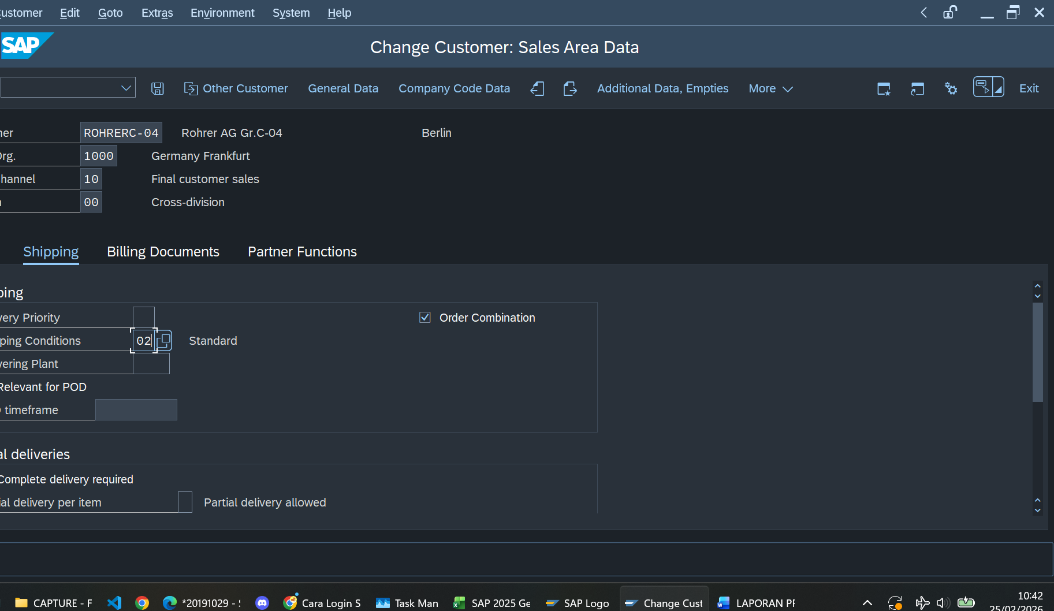 ustomer Edit Goto Extras Environment System Help
SAP Change Customer: Sales Area Data
Other Customer General Data Company Code Data Additional Data, Empties More Exit
ner ROHRERC-04 Rohrer AG Gr.C-04 Berlin
Org. 1000 Germany Frankfurt
hannel 10 Final customer sales
00 Cross-division
Shipping Billing Documents Partner Functions
ping
very Priority Order Combination
ping Conditions 02 Standard
vering Plant
Relevant for POD
timeframe
al deliveries
Complete delivery required
ial delivery per item Partial delivery allowed
CAPTURE - F *20191029 - S Cara Login S Task Man SAP 2025 Ge SAP Logo Change Cust LAPORAN PF 10:42
25/02/2026